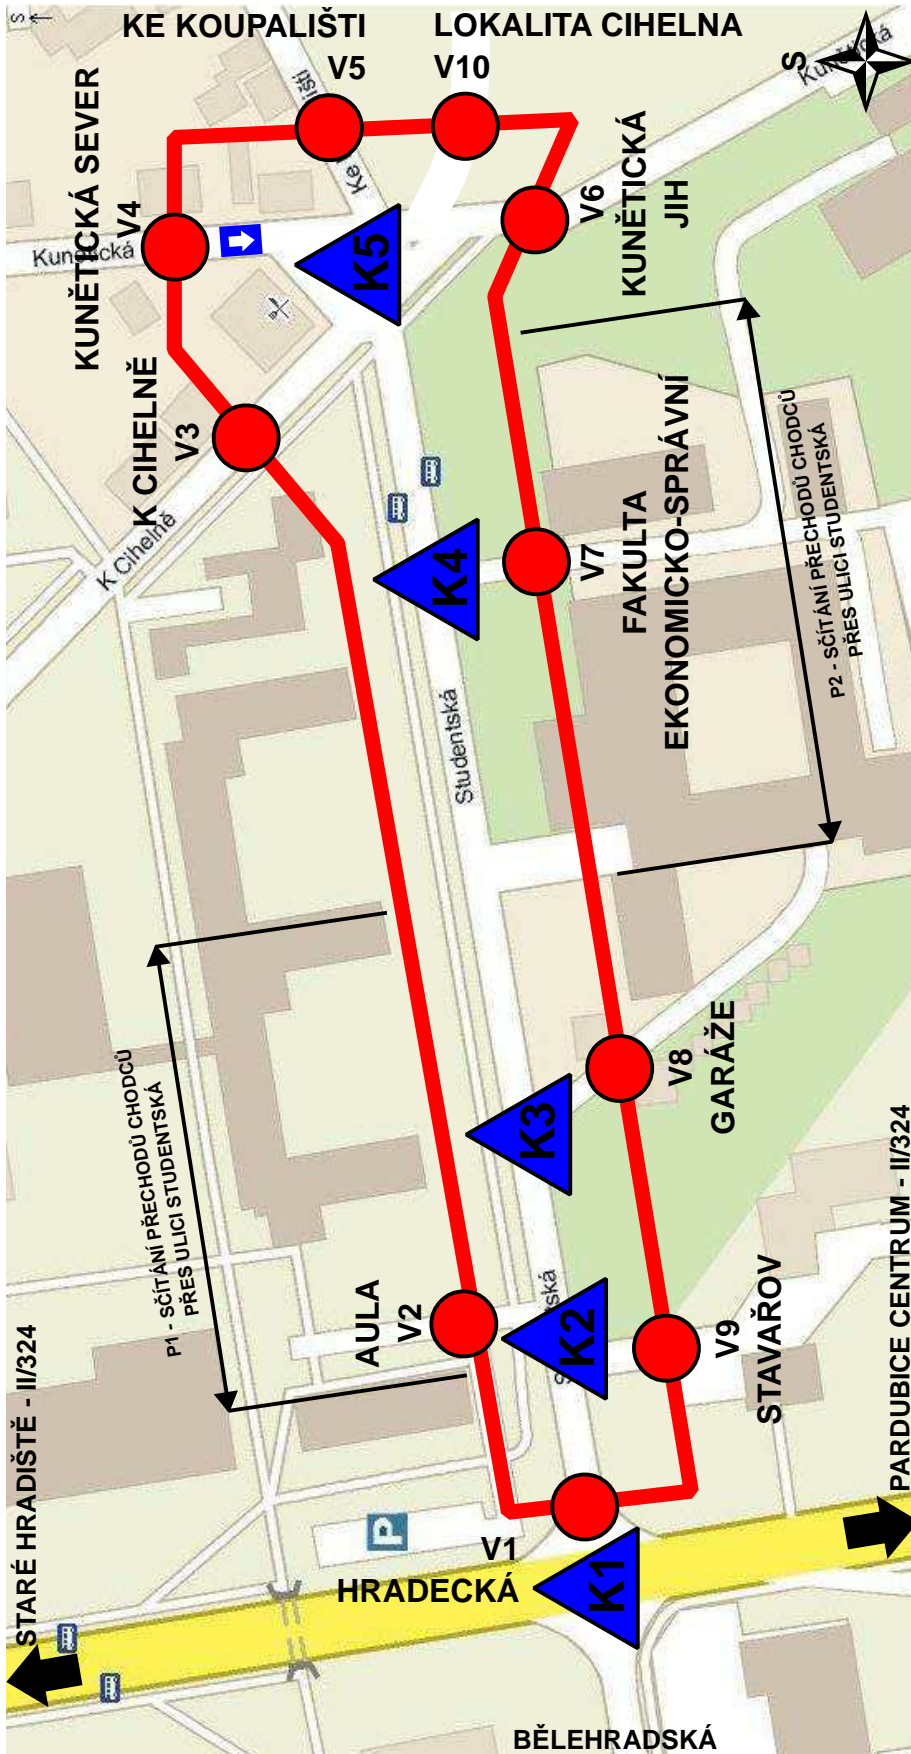 KE KOUPALIŠTI
V5
LOKALITA CIHELNA
V10
S
S
Kunětická
KUNĚTICKÁ SEVER
V4
Kunětická
K5
V6
KUNĚTICKÁ
JIH
K CIHELNĚ
V3
K Cihelně
K4
V7
FAKULTA
EKONOMICKO-SPRÁVNÍ
P2 - SČÍTÁNÍ PŘECHODŮ CHODCŮ
PŘES ULICI STUDENTSKÁ
Studentská
P1 - SČÍTÁNÍ PŘECHODŮ CHODCŮ
PŘES ULICI STUDENTSKÁ
K3
V8
GARÁŽE
AULA
V2
K2
V9
STAVAŘOV
STARÉ HRADIŠTĚ - II/324
PARDUBICE CENTRUM - II/324
P
V1
HRADECKÁ
K1
BĚLEHRADSKÁ